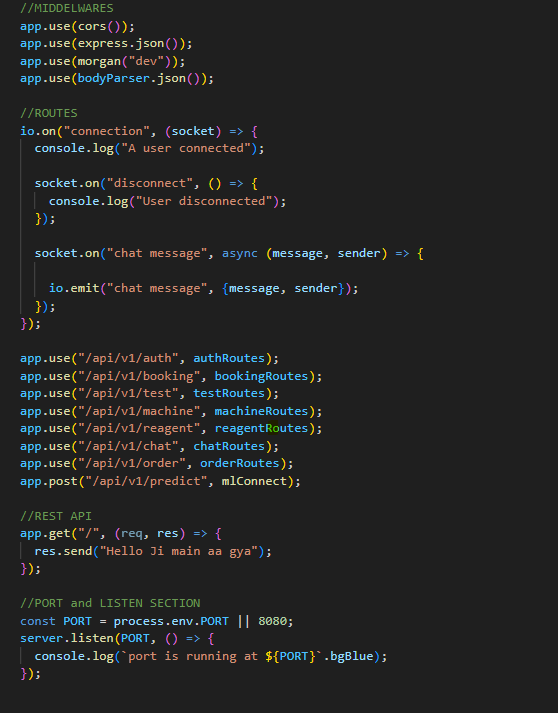 //MIDDELWARES
app.use(cors());
app.use(express.json());
app.use(morgan("dev"));
app.use(bodyParser.json());
//ROUTES
io.on("connection", (socket) => {
console.log("A user connected");
socket.on("disconnect", () => {
console.log("User disconnected");
});
socket.on("chat message", async (message, sender) => {
io.emit("chat message", {message, sender});
});
});
app.use("/api/v1/auth", authRoutes);
app.use("/api/v1/booking", bookingRoutes);
app.use("/api/v1/test", testRoutes);
app.use("/api/v1/machine", machineRoutes);
app.use("/api/v1/reagent", reagentRoutes);
app.use("/api/v1/chat", chatRoutes);
app.use("/api/v1/order", orderRoutes);
app.post("/api/v1/predict", mlConnect);
//REST API
app.get("/", (req, res) => {
res.send("Hello Ji main aa gya");
});
//PORT and LISTEN SECTION
const PORT = process.env.PORT || 8080;
server.listen(PORT, () => {
console.log(`port is running at ${PORT}`.bgBlue);
});